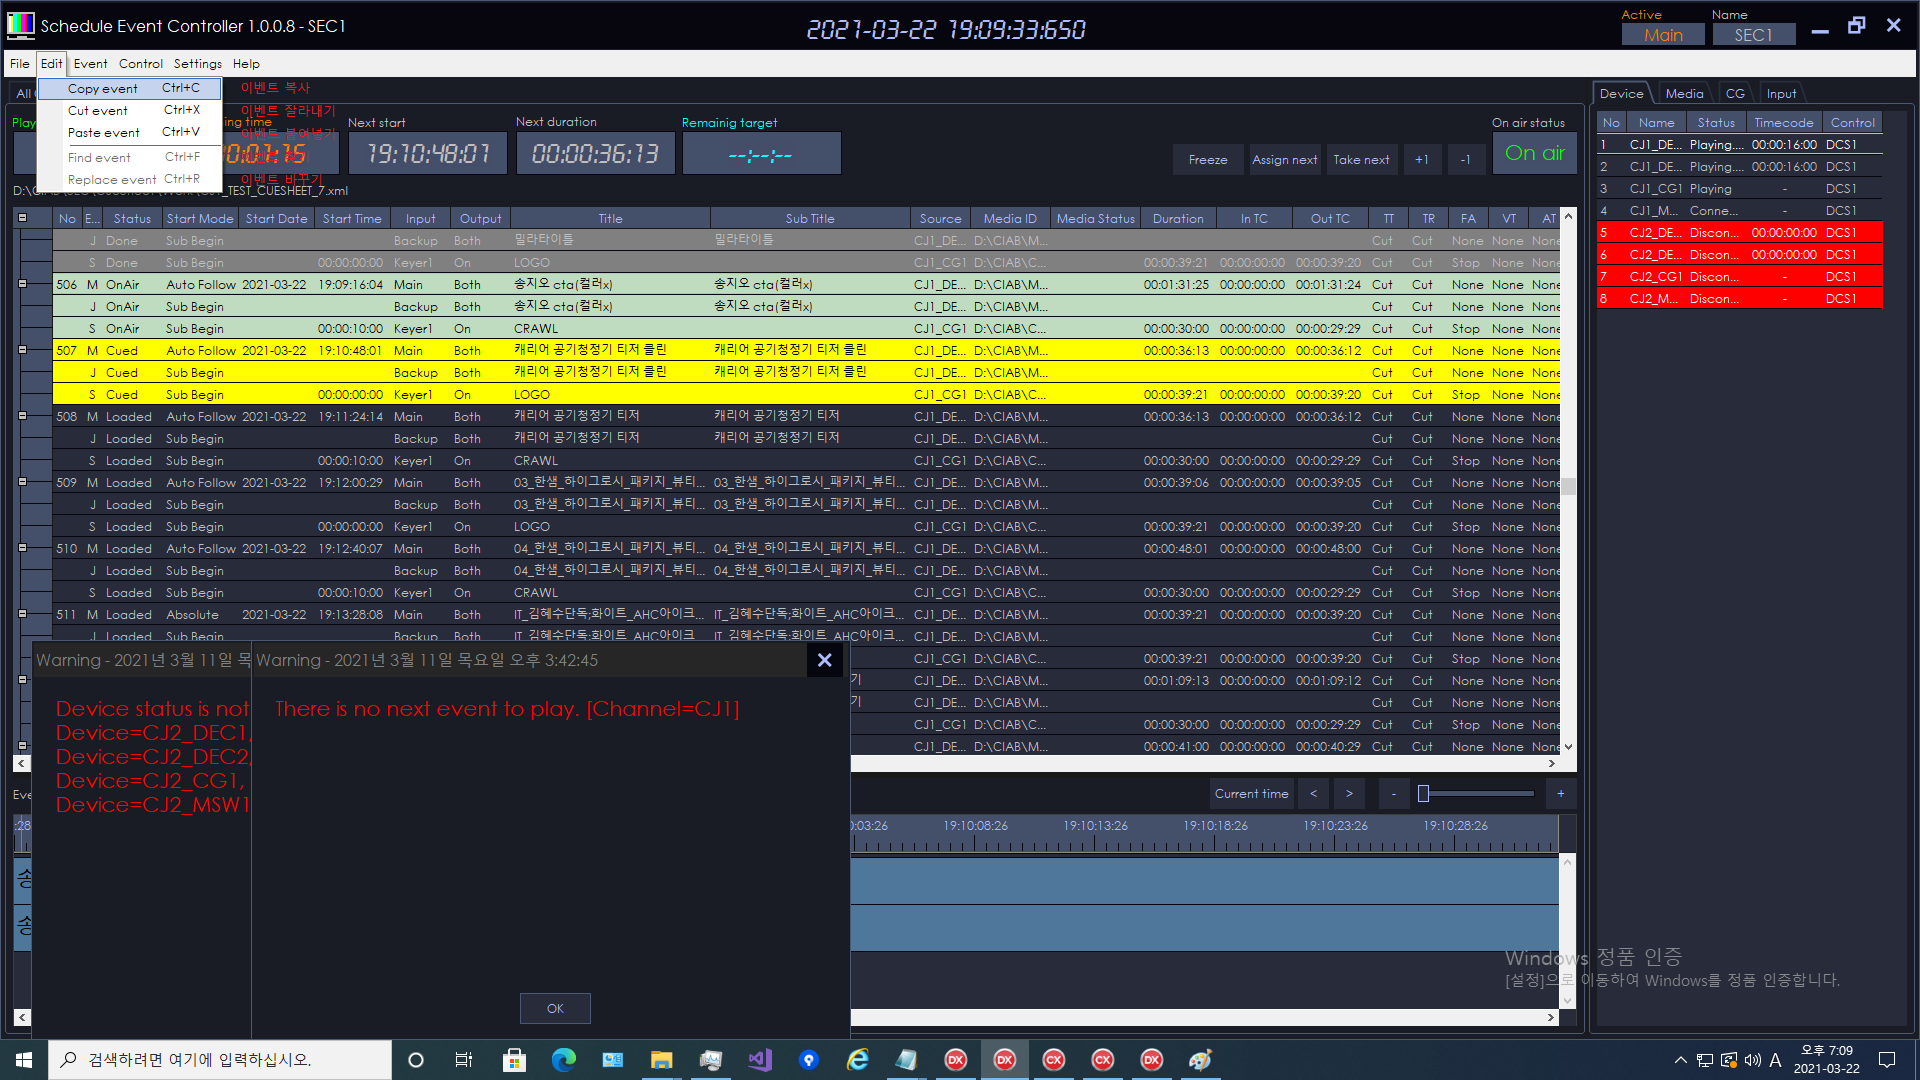 Schedule Event Controller 1.0.0.8 - SEC1
2021-03-22 19:09:33:650
Active Name
Main SEC1
File Edit Event Control Settings Help
Copy event Ctrl+C 이벤트 복사
Cut event Ctrl+X 이벤트 잘라내기
Paste event Ctrl+V 이벤트 붙여넣기
Find event Ctrl+F
Replace event Ctrl+R 이벤트 바꾸기
Next start Next duration Remainig target On air status
19:10:48:01 00:00:36:13 --:--:--
Freeze Assign next Take next +1 -1 On air
No E... Status Start Mode Start Date Start Time Input Output Title Sub Title Source Media ID Media Status Duration In TC Out TC TT TR FA VT AT
J Done Sub Begin Backup Both 밀라타이틀 밀라타이틀 CJ1_DE... D:\CIAB\M... Cut Cut None None None
S Done Sub Begin 00:00:00:00 Keyer1 On LOGO CJ1_CG1 D:\CIAB\C... 00:00:39:21 00:00:00:00 00:00:39:20 Cut Cut Stop None None
506 M OnAir Auto Follow 2021-03-22 19:09:16:04 Main Both 송지오 cta(컬러x) 송지오 cta(컬러x) CJ1_DE... D:\CIAB\M... 00:01:31:25 00:00:00:00 00:01:31:24 Cut Cut None None None
J OnAir Sub Begin Backup Both 송지오 cta(컬러x) 송지오 cta(컬러x) CJ1_DE... D:\CIAB\M... Cut Cut None None None
S OnAir Sub Begin 00:00:10:00 Keyer1 On CRAWL CJ1_CG1 D:\CIAB\C... 00:00:30:00 00:00:00:00 00:00:29:29 Cut Cut Stop None None
507 M Cued Auto Follow 2021-03-22 19:10:48:01 Main Both 캐리어 공기청정기 티저 클린 캐리어 공기청정기 티저 클린 CJ1_DE... D:\CIAB\M... 00:00:36:13 00:00:00:00 00:00:36:12 Cut Cut None None None
J Cued Sub Begin Backup Both 캐리어 공기청정기 티저 클린 캐리어 공기청정기 티저 클린 CJ1_DE... D:\CIAB\M... Cut Cut None None None
S Cued Sub Begin 00:00:00:00 Keyer1 On LOGO CJ1_CG1 D:\CIAB\C... 00:00:39:21 00:00:00:00 00:00:39:20 Cut Cut Stop None None
508 M Loaded Auto Follow 2021-03-22 19:11:24:14 Main Both 캐리어 공기청정기 티저 캐리어 공기청정기 티저 CJ1_DE... D:\CIAB\M... 00:00:36:13 00:00:00:00 00:00:36:12 Cut Cut None None None
J Loaded Sub Begin Backup Both 캐리어 공기청정기 티저 캐리어 공기청정기 티저 CJ1_DE... D:\CIAB\M... Cut Cut None None None
S Loaded Sub Begin 00:00:10:00 Keyer1 On CRAWL CJ1_CG1 D:\CIAB\C... 00:00:30:00 00:00:00:00 00:00:29:29 Cut Cut Stop None None
509 M Loaded Auto Follow 2021-03-22 19:12:00:29 Main Both 03_한샘_하이그로시_패키지_뷰티... 03_한샘_하이그로시_패키지_뷰티... CJ1_DE... D:\CIAB\M... 00:00:39:06 00:00:00:00 00:00:39:05 Cut Cut None None None
J Loaded Sub Begin Backup Both 03_한샘_하이그로시_패키지_뷰티... 03_한샘_하이그로시_패키지_뷰티... CJ1_DE... D:\CIAB\M... Cut Cut None None None
S Loaded Sub Begin 00:00:00:00 Keyer1 On LOGO CJ1_CG1 D:\CIAB\C... 00:00:39:21 00:00:00:00 00:00:39:20 Cut Cut Stop None None
510 M Loaded Auto Follow 2021-03-22 19:12:40:07 Main Both 04_한샘_하이그로시_패키지_뷰티... 04_한샘_하이그로시_패키지_뷰티... CJ1_DE... D:\CIAB\M... 00:00:48:01 00:00:00:00 00:00:48:00 Cut Cut None None None
J Loaded Sub Begin Backup Both 04_한샘_하이그로시_패키지_뷰티... 04_한샘_하이그로시_패키지_뷰티... CJ1_DE... D:\CIAB\M... Cut Cut None None None
S Loaded Sub Begin 00:00:10:00 Keyer1 On CRAWL CJ1_CG1 D:\CIAB\C... 00:00:30:00 00:00:00:00 00:00:29:29 Cut Cut Stop None None
511 M Loaded Absolute 2021-03-22 19:13:28:08 Main Both IT_김혜수단독;화이트_AHC아이크... IT_김혜수단독;화이트_AHC아이크... CJ1_DE... D:\CIAB\M... 00:00:39:21 00:00:00:00 00:00:39:20 Cut Cut None None None
J Loaded Sub Begin Backup Both IT_김혜수단독;화이트_AHC아이크... IT_김혜수단독;화이트_AHC아이크... CJ1_DE... D:\CIAB\M... Cut Cut None None None
CJ1_CG1 D:\CIAB\C... 00:00:39:21 00:00:00:00 00:00:39:20 Cut Cut Stop None None
기 CJ1_DE... D:\CIAB\M... 00:01:09:13 00:00:00:00 00:01:09:12 Cut Cut None None None
기 CJ1_DE... D:\CIAB\M... Cut Cut None None None
CJ1_CG1 D:\CIAB\C... 00:00:30:00 00:00:00:00 00:00:29:29 Cut Cut Stop None None
CJ1_DE... D:\CIAB\M... 00:00:41:00 00:00:00:00 00:00:40:29 Cut Cut None None None
Device Media CG Input
No Name Status Timecode Control
1 CJ1_DE... Playing.... 00:00:16:00 DCS1
2 CJ1_DE... Playing.... 00:00:16:00 DCS1
3 CJ1_CG1 Playing - DCS1
4 CJ1_M... Conne... - DCS1
5 CJ2_DE... Discon... 00:00:00:00 DCS1
6 CJ2_DE... Discon... 00:00:00:00 DCS1
7 CJ2_CG1 Discon... - DCS1
8 CJ2_M... Discon... - DCS1
Warning - 2021년 3월 11일 목
Device status is not
Device=CJ2_DEC1,
Device=CJ2_DEC2,
Device=CJ2_CG1,
Device=CJ2_MSW1
Warning - 2021년 3월 11일 목요일 오후 3:42:45
There is no next event to play. [Channel=CJ1]
OK
Current time < > - +
:03:26 19:10:08:26 19:10:13:26 19:10:18:26 19:10:23:26 19:10:28:26
송
송
Windows 정품 인증
[설정]으로 이동하여 Windows를 정품 인증합니다.
검색하려면 여기에 입력하십시오.
DX DX CX CX DX
A 오후 7:09
2021-03-22